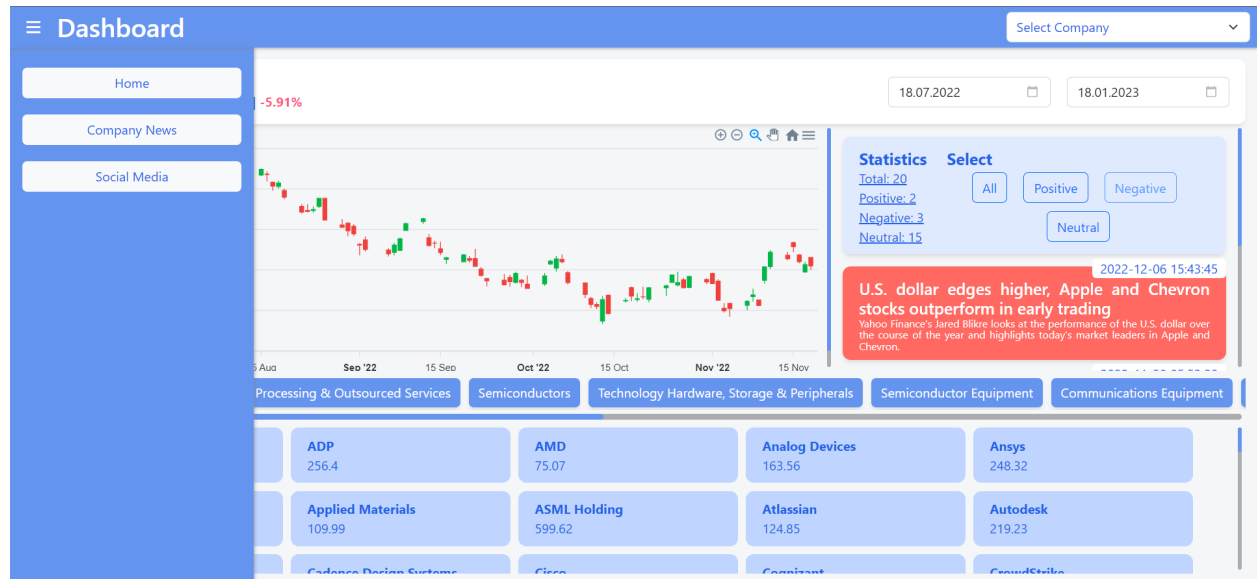 Dashboard
Select Company
Home
Company News
Social Media
-5.91%
18.07.2022
18.01.2023
Statistics
Total: 20
Positive: 2
Negative: 3
Neutral: 15
Select
All
Positive
Negative
Neutral
2022-12-06 15:43:45
U.S. dollar edges higher, Apple and Chevron
stocks outperform in early trading
Yahoo Finance's Jared Blikre looks at the performance of the U.S. dollar over
the course of the year and highlights today's market leaders in Apple and
Chevron.
Aug
Sep '22
15 Sep
Oct '22
15 Oct
Nov '22
15 Nov
Processing & Outsourced Services
Semiconductors
Technology Hardware, Storage & Peripherals
Semiconductor Equipment
Communications Equipment
ADP
256.4
AMD
75.07
Analog Devices
163.56
Ansys
248.32
Applied Materials
109.99
ASML Holding
599.62
Atlassian
124.85
Autodesk
219.23
Cadence Design Systems
Cisco
Cognizant
CrowdStrike